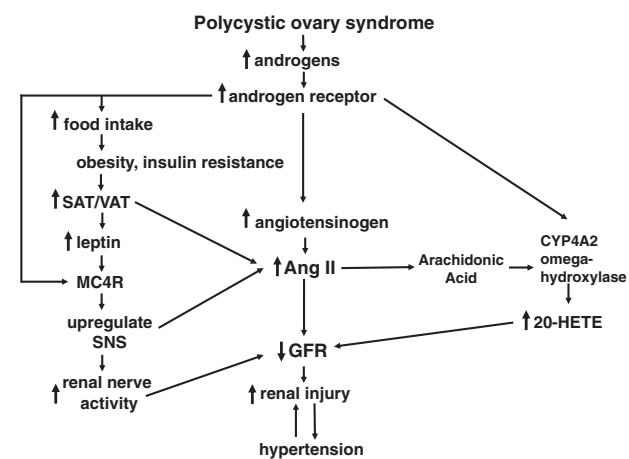 Polycystic ovary syndrome
androgens
androgen receptor
food intake
obesity, insulin resistance
SAT/VAT
leptin
MC4R
upregulate
SNS
renal nerve
activity
angiotensinogen
Ang II
Arachidonic
Acid
CYP4A2
omega-
hydroxylase
20-HETE
GFR
renal injury
hypertension